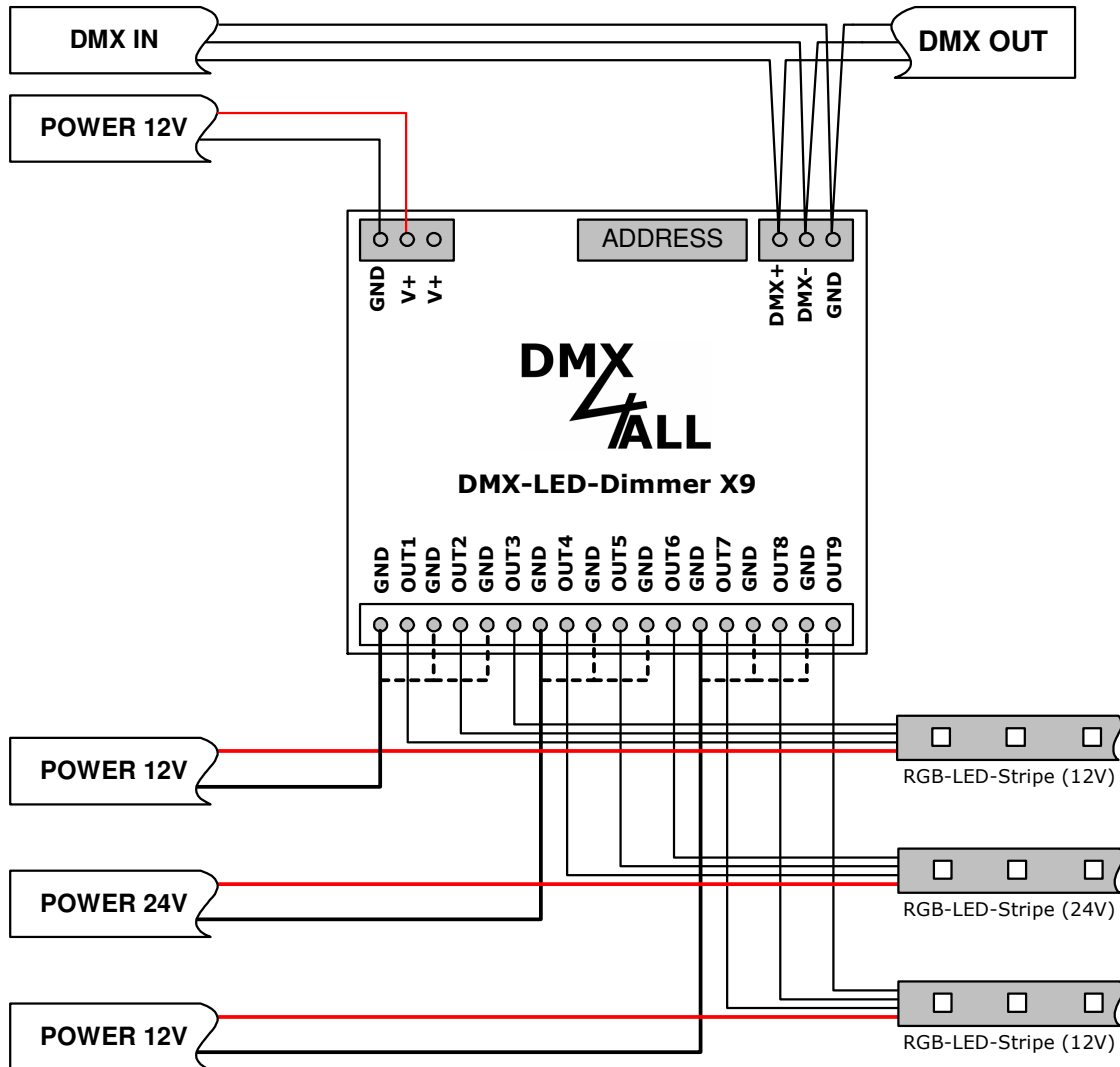 DMX IN
DMX OUT
POWER 12V
ADDRESS
GND
V+
V+
DMX+
DMX-
GND
DMX
4
ALL
DMX-LED-Dimmer X9
GND
OUT1
GND
OUT2
GND
OUT3
GND
OUT4
GND
OUT5
GND
OUT6
GND
OUT7
GND
OUT8
GND
OUT9
POWER 12V
RGB-LED-Stripe (12V)
POWER 24V
RGB-LED-Stripe (24V)
POWER 12V
RGB-LED-Stripe (12V)